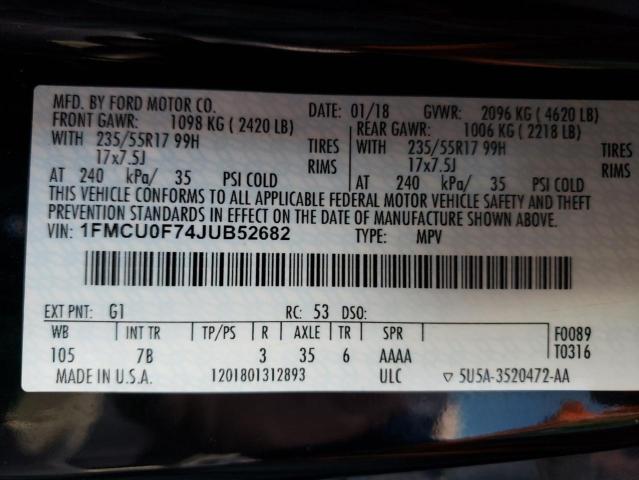 MFD. BY FORD MOTOR CO. DATE: 01/18 GVWR: 2096 KG (4620 LB)
FRONT GAWR: 1098 KG (2420 LB) REAR GAWR: 1006 KG (2218 LB)
WITH 235/55R17 99H TIRES WITH 235/55R17 99H TIRES
17x7.5J RIMS 17x7.5J RIMS
AT 240 kPa/ 35 PSI COLD AT 240 kPa/ 35 PSI COLD
THIS VEHICLE CONFORMS TO ALL APPLICABLE FEDERAL MOTOR VEHICLE SAFETY AND THEFT
PREVENTION STANDARDS IN EFFECT ON THE DATE OF MANUFACTURE SHOWN ABOVE.
VIN: 1FMCU0F74JUB52682 TYPE: MPV
EXT PNT: G1 RC: 53 DSO:
WB INT TR TP/PS R AXLE TR SPR F0089
105 7B 3 35 6 AAAA T0316
MADE IN U.S.A. 1201801312893 ULC ▽ 5U5A-3520472-AA